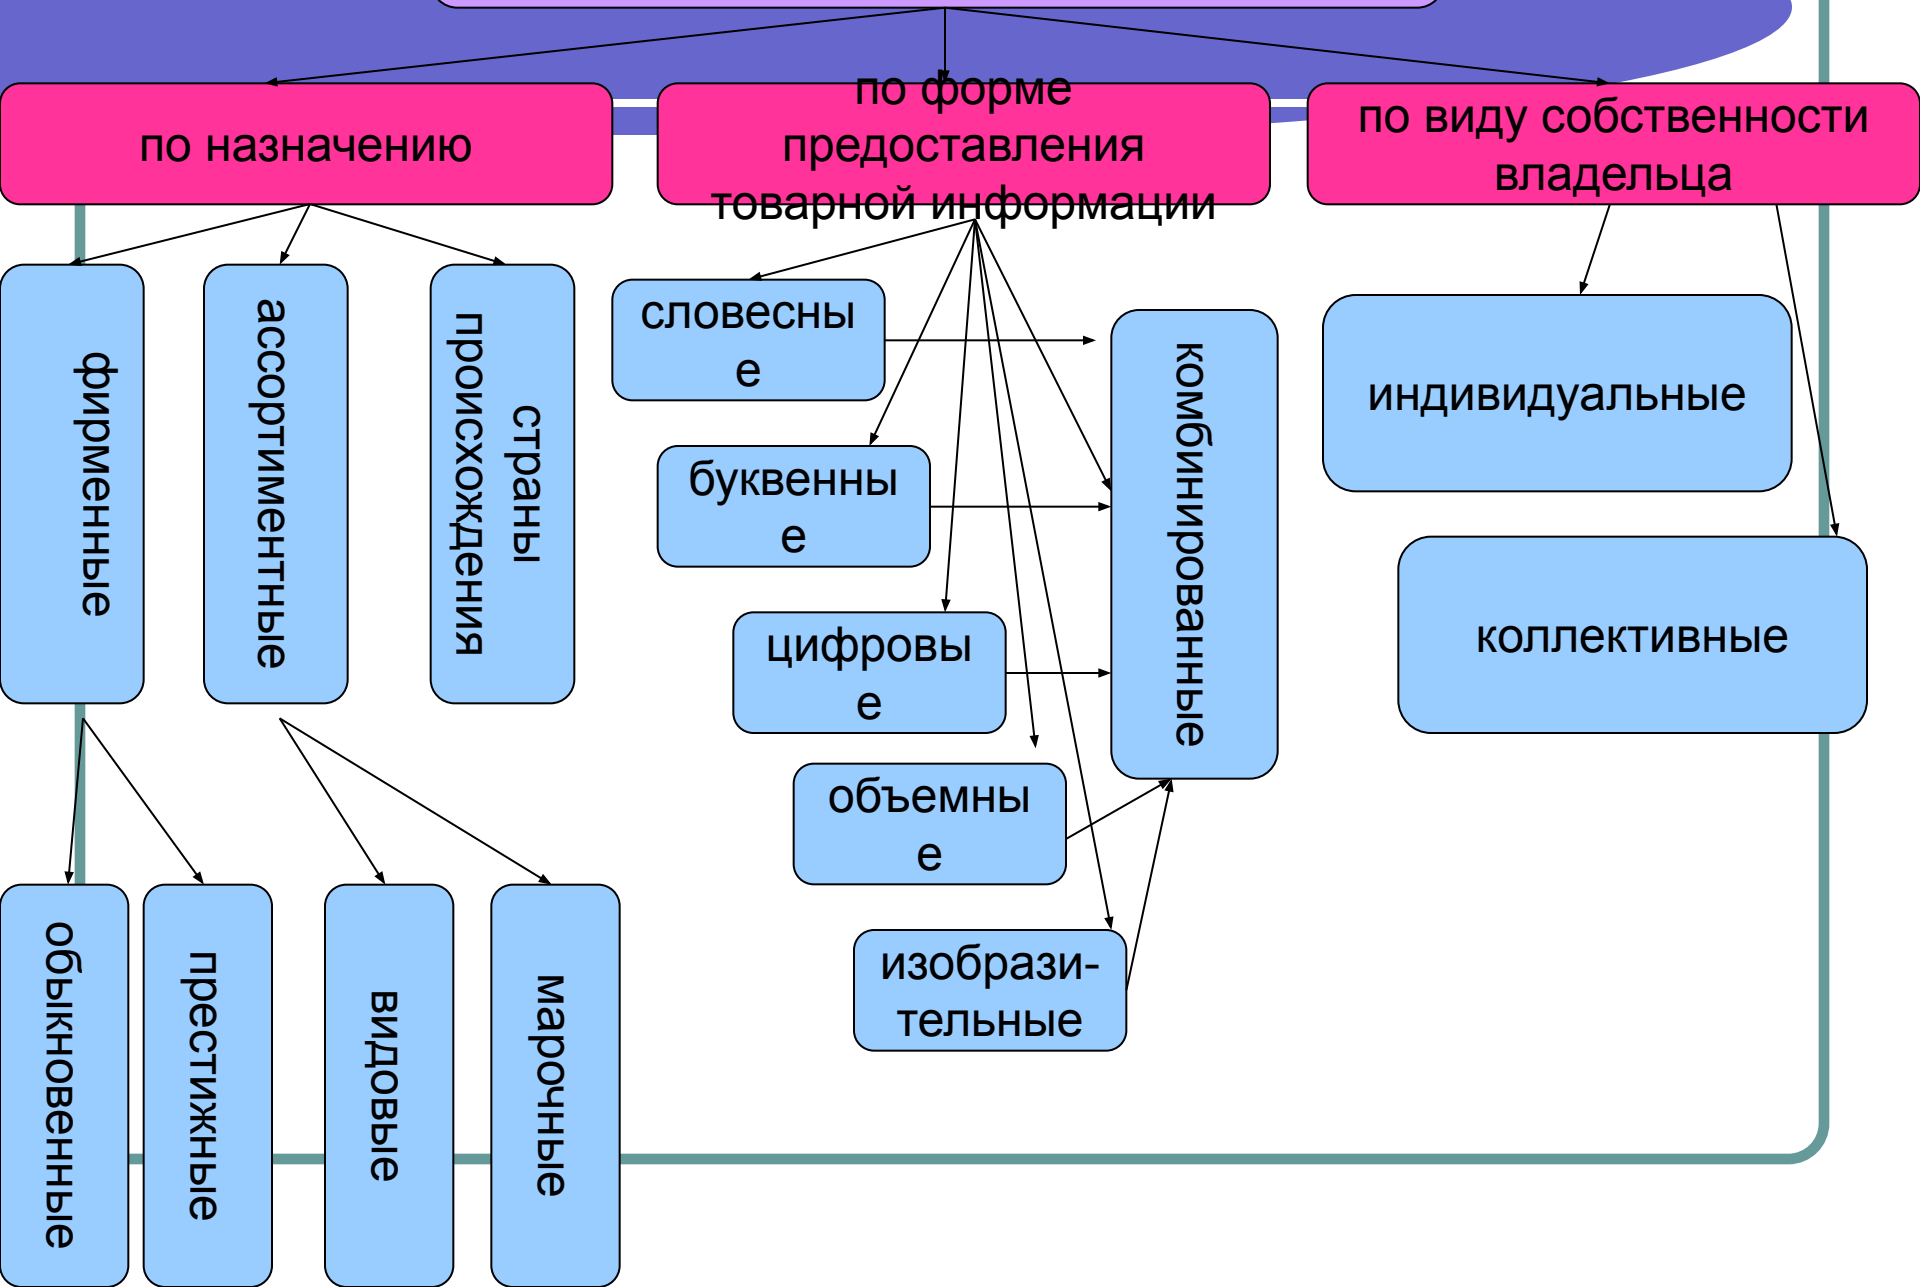 по назначению
по форме
предоставления
товарной информации
по виду собственности
владельца
фирменные
ассортиментные
страны
происхождения
словесны
е
буквенны
е
цифровы
е
объемны
е
изобрази-
тельные
комбинированные
индивидуальные
коллективные
обыкновенные
престижные
видовые
марочные